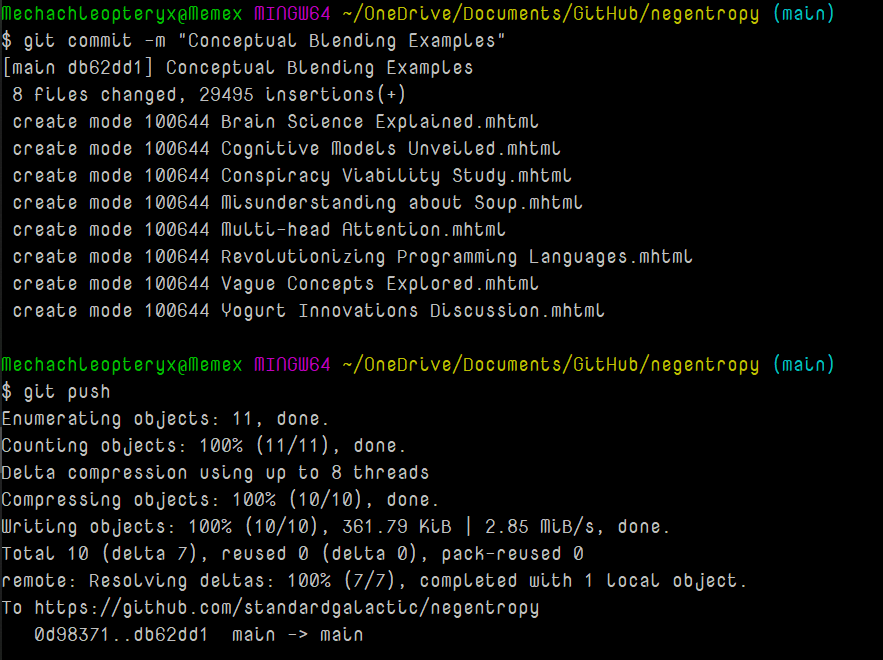 Mechachleopteryx@Memex MINGW64 ~/OneDrive/Documents/GitHub/negentropy (main)
$ git commit -m "Conceptual Blending Examples"
[main db62dd1] Conceptual Blending Examples
 8 files changed, 29495 insertions(+)
 create mode 100644 Brain Science Explained.mhtml
 create mode 100644 Cognitive Models Unveiled.mhtml
 create mode 100644 Conspiracy Viability Study.mhtml
 create mode 100644 Misunderstanding about Soup.mhtml
 create mode 100644 Multi-head Attention.mhtml
 create mode 100644 Revolutionizing Programming Languages.mhtml
 create mode 100644 Vague Concepts Explored.mhtml
 create mode 100644 Yogurt Innovations Discussion.mhtml

Mechachleopteryx@Memex MINGW64 ~/OneDrive/Documents/GitHub/negentropy (main)
$ git push
Enumerating objects: 11, done.
Counting objects: 100% (11/11), done.
Delta compression using up to 8 threads
Compressing objects: 100% (10/10), done.
Writing objects: 100% (10/10), 361.79 KiB | 2.85 MiB/s, done.
Total 10 (delta 7), reused 0 (delta 0), pack-reused 0
remote: Resolving deltas: 100% (7/7), completed with 1 local object.
To https://github.com/standardgalactic/negentropy
   0d98371..db62dd1  main -> main